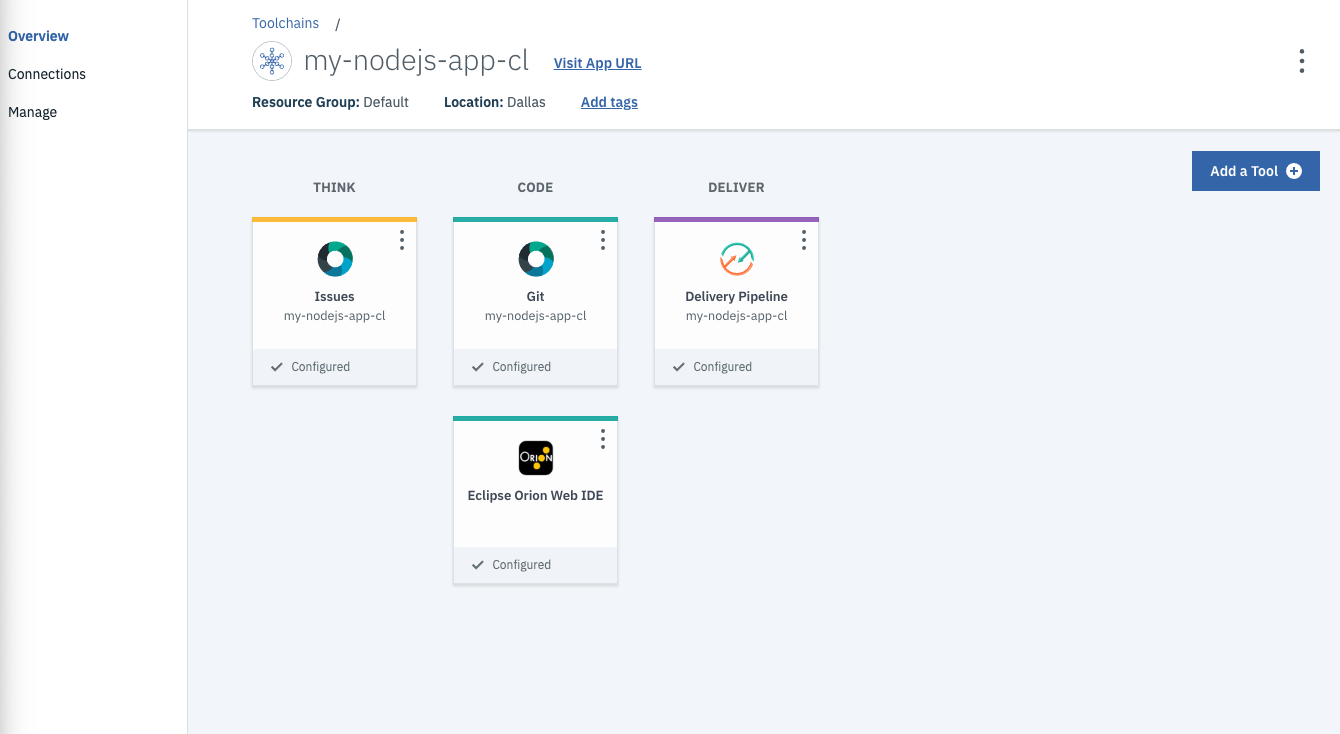 Overview
Connections
Manage
Toolchains /
my-nodejs-app-cl Visit App URL
Resource Group: Default Location: Dallas Add tags
Add a Tool
THINK
Issues
my-nodejs-app-cl
Configured
CODE
Git
my-nodejs-app-cl
Configured
ORION
Eclipse Orion Web IDE
Configured
DELIVER
Delivery Pipeline
my-nodejs-app-cl
Configured